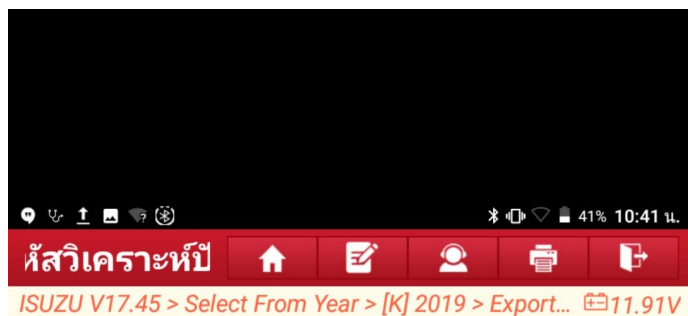 41% 10:41 น.
หัสวิเคราะห์ปั
ISUZU V17.45 > Select From Year > [K] 2019 > Export... 11.91V